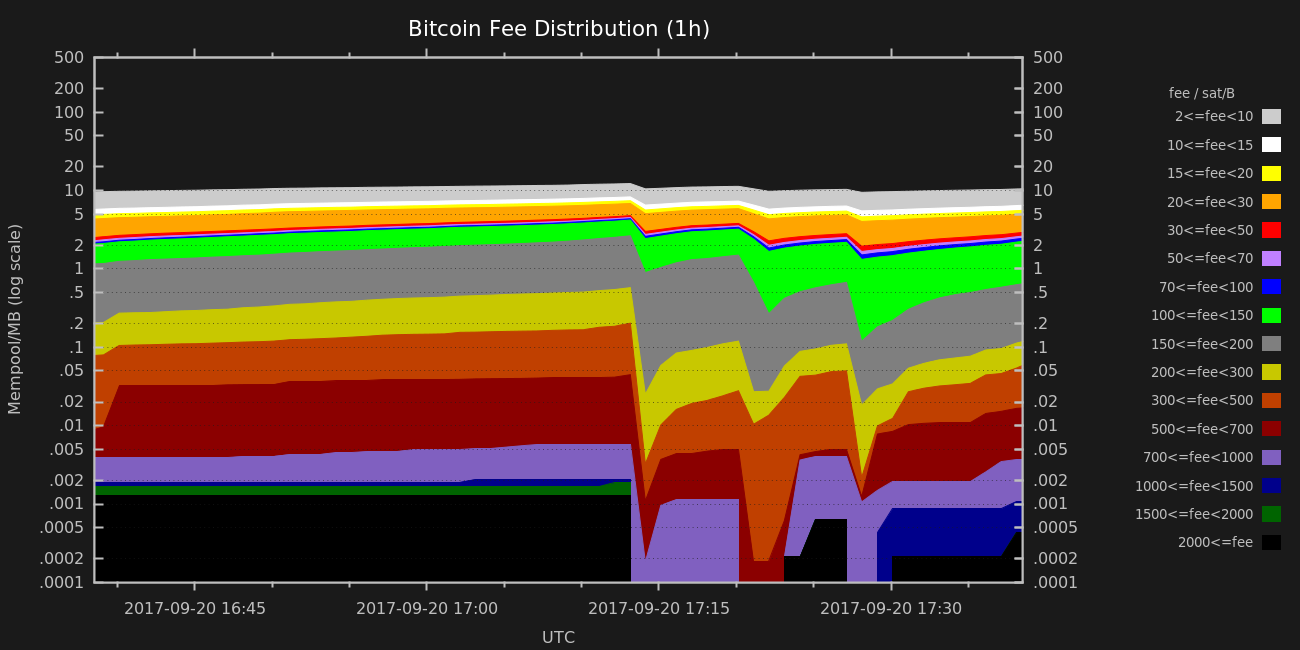 Bitcoin Fee Distribution (1h)
500 500
200 200
100 100
50 50
20 20
10 10
5 5
2 2
1 1
.5 .5
.2 .2
.1 .1
.05 .05
.02 .02
.01 .01
.005 .005
.002 .002
.001 .001
.0005 .0005
.0002 .0002
.0001 .0001
Mempool/MB (log scale)
2017-09-20 16:45 2017-09-20 17:00 2017-09-20 17:15 2017-09-20 17:30
UTC
fee / sat/B
2<=fee<10
10<=fee<15
15<=fee<20
20<=fee<30
30<=fee<50
50<=fee<70
70<=fee<100
100<=fee<150
150<=fee<200
200<=fee<300
300<=fee<500
500<=fee<700
700<=fee<1000
1000<=fee<1500
1500<=fee<2000
2000<=fee